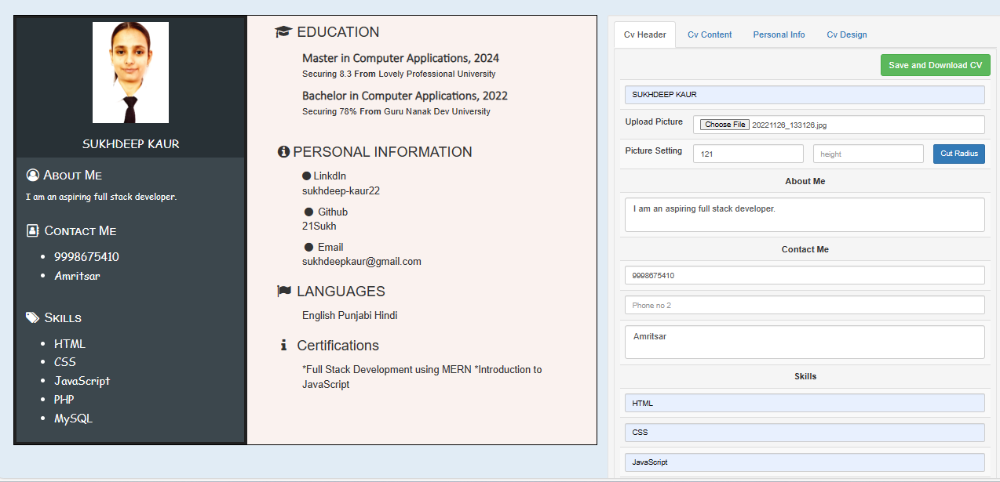 SUKHDEEP KAUR
About Me
I am an aspiring full stack developer.
Contact Me
9998675410
Amritsar
Skills
HTML
CSS
JavaScript
PHP
MySQL
EDUCATION
Master in Computer Applications, 2024
Securing 8.3 From Lovely Professional University
Bachelor in Computer Applications, 2022
Securing 78% From Guru Nanak Dev University
PERSONAL INFORMATION
LinkdIn
sukhdeep-kaur22
Github
21Sukh
Email
sukhdeepkaur@gmail.com
LANGUAGES
English Punjabi Hindi
Certifications
*Full Stack Development using MERN *Introduction to
JavaScript
Cv Header Cv Content Personal Info Cv Design
Save and Download CV
SUKHDEEP KAUR
Upload Picture Choose File 20221126_133126.jpg
Picture Setting 121 height Cut Radius
About Me
I am an aspiring full stack developer.
Contact Me
9998675410
Phone no 2
Amritsar
Skills
HTML
CSS
JavaScript